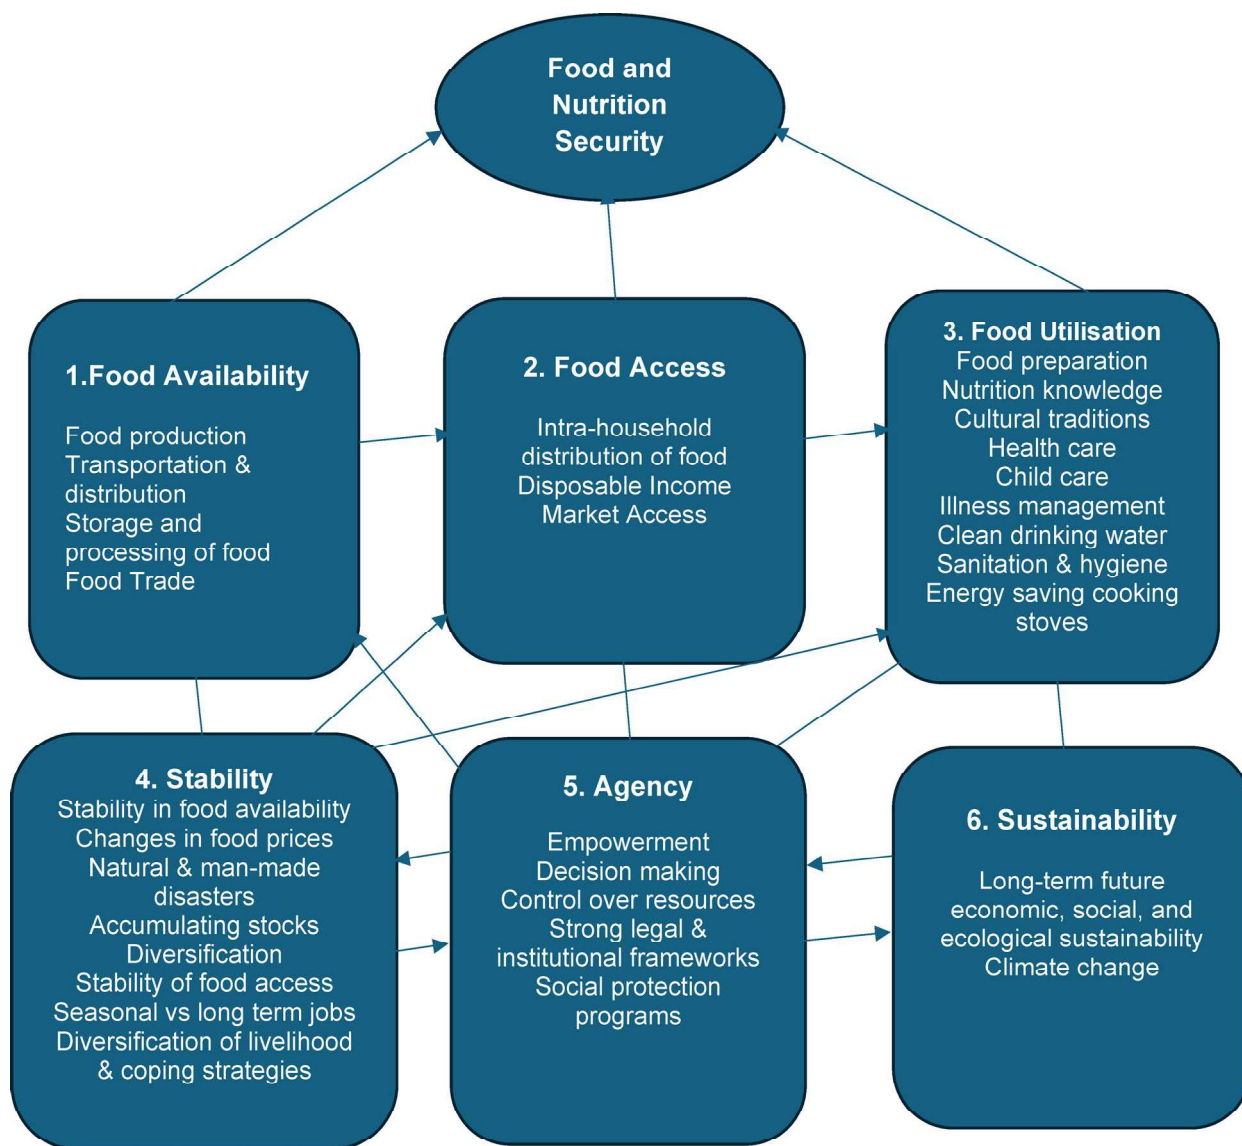 Food and
Nutrition
Security
1.Food Availability
Food production
Transportation &
distribution
Storage and
processing of food
Food Trade
2. Food Access
Intra-household
distribution of food
Disposable Income
Market Access
3. Food Utilisation
Food preparation
Nutrition knowledge
Cultural traditions
Health care
Child care
Illness management
Clean drinking water
Sanitation & hygiene
Energy saving cooking
stoves
4. Stability
Stability in food availability
Changes in food prices
Natural & man-made
disasters
Accumulating stocks
Diversification
Stability of food access
Seasonal vs long term jobs
Diversification of livelihood
& coping strategies
5. Agency
Empowerment
Decision making
Control over resources
Strong legal &
institutional frameworks
Social protection
programs
6. Sustainability
Long-term future
economic, social, and
ecological sustainability
Climate change